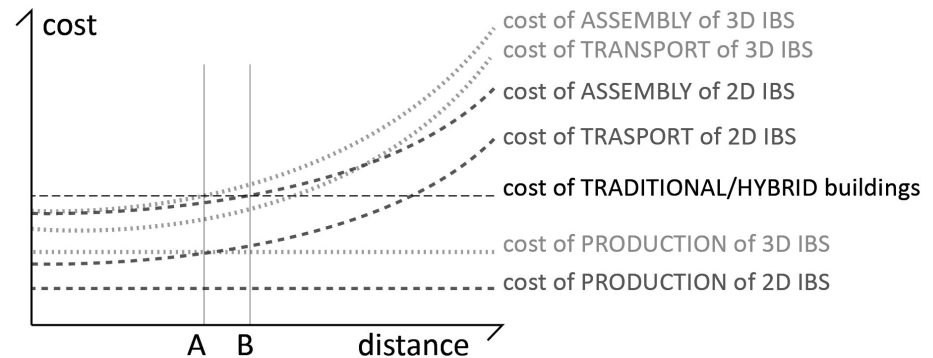 cost
cost of ASSEMBLY of 3D IBS
cost of TRANSPORT of 3D IBS
cost of ASSEMBLY of 2D IBS
cost of TRASPORT of 2D IBS
cost of TRADITIONAL/HYBRID buildings
cost of PRODUCTION of 3D IBS
cost of PRODUCTION of 2D IBS
A B distance